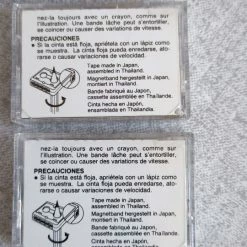 nez-la toujours avec un crayon, comme sur
l'illustration. Une bande lâche peut s'entortiller,
se coincer ou causer des variations de vitesse.
PRECAUCIONES
● Si la cinta está floja, apriétela con un lápiz como
se muestra. La cinta floja pueda enredarse, ato-
rarse o causar variaciones de velocidad.
Tape made in Japan,
assembled in Thailand.
Magnetband hergestellt in Japan,
montiert in Thailand.
Bande fabriqué au Japon,
cassette assemblée en Thaïlande.
Cinta hecha en Japón,
ensamblada en Thailandia.
nez-la toujours avec un crayon, comme sur
l'illustration. Une bande lâche peut s'entortiller,
se coincer ou causer des variations de vitesse.
PRECAUCIONES
● Si la cinta está floja, apriétela con un lápiz como
se muestra. La cinta floja pueda enredarse, ato-
rarse o causar variaciones de velocidad.
Tape made in Japan,
assembled in Thailand.
Magnetband hergestellt in Japan,
montiert in Thailand.
Bande fabriqué au Japon,
cassette assemblée en Thaïlande.
Cinta hecha en Japón,
ensamblada en Thailandia.